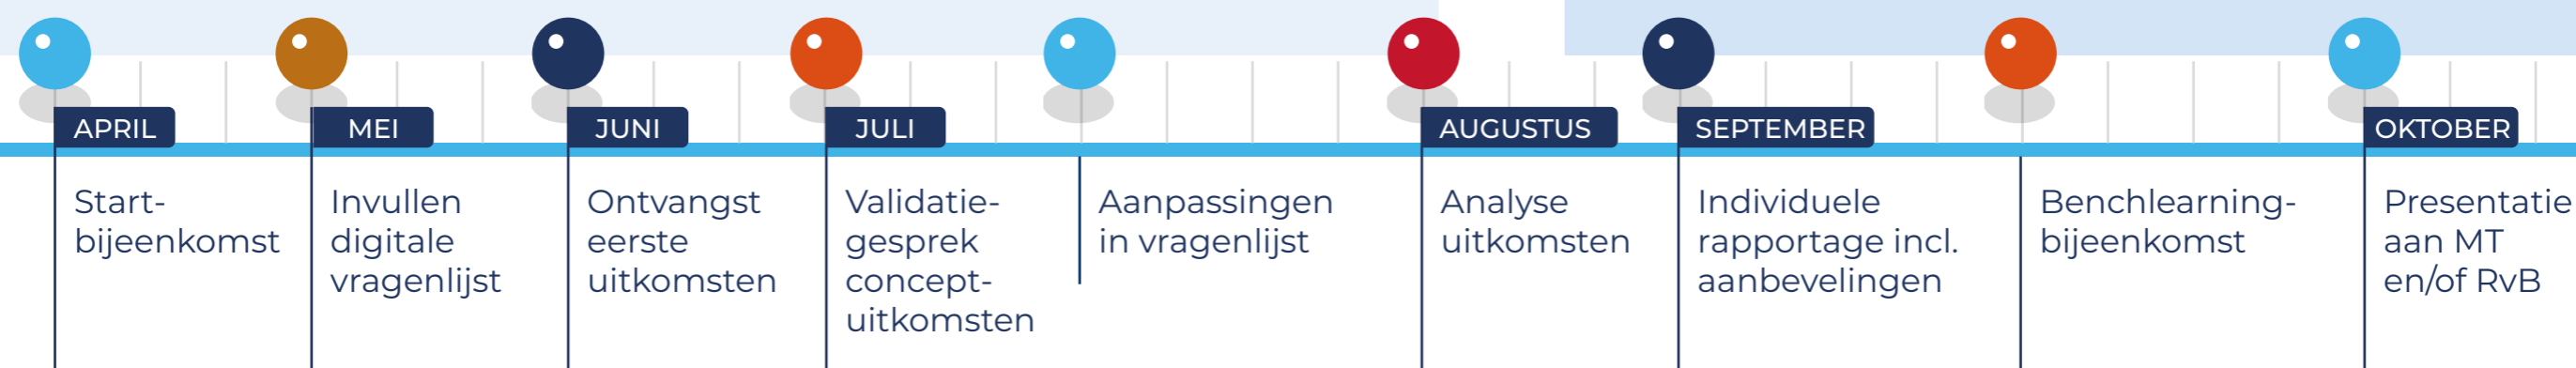 APRIL
Start-
bijeenkomst
MEI
Invullen
digitale
vragenlijst
JUNI
Ontvangst
eerste
uitkomsten
JULI
Validatie-
gesprek
concept-
uitkomsten
Aanpassingen
in vragenlijst
AUGUSTUS
Analyse
uitkomsten
SEPTEMBER
Individuele
rapportage incl.
aanbevelingen
Benchlearning-
bijeenkomst
OKTOBER
Presentatie
aan MT
en/of RvB